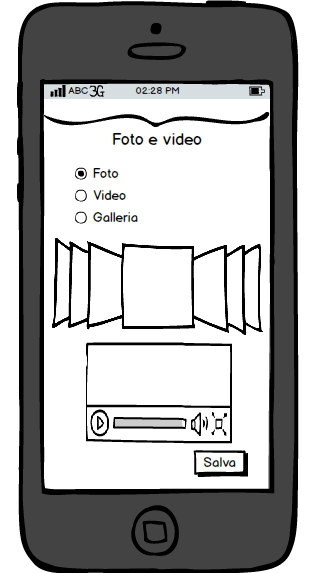 ABC 3G 02:28 PM
Foto e video
Foto
Video
Galleria
Salva